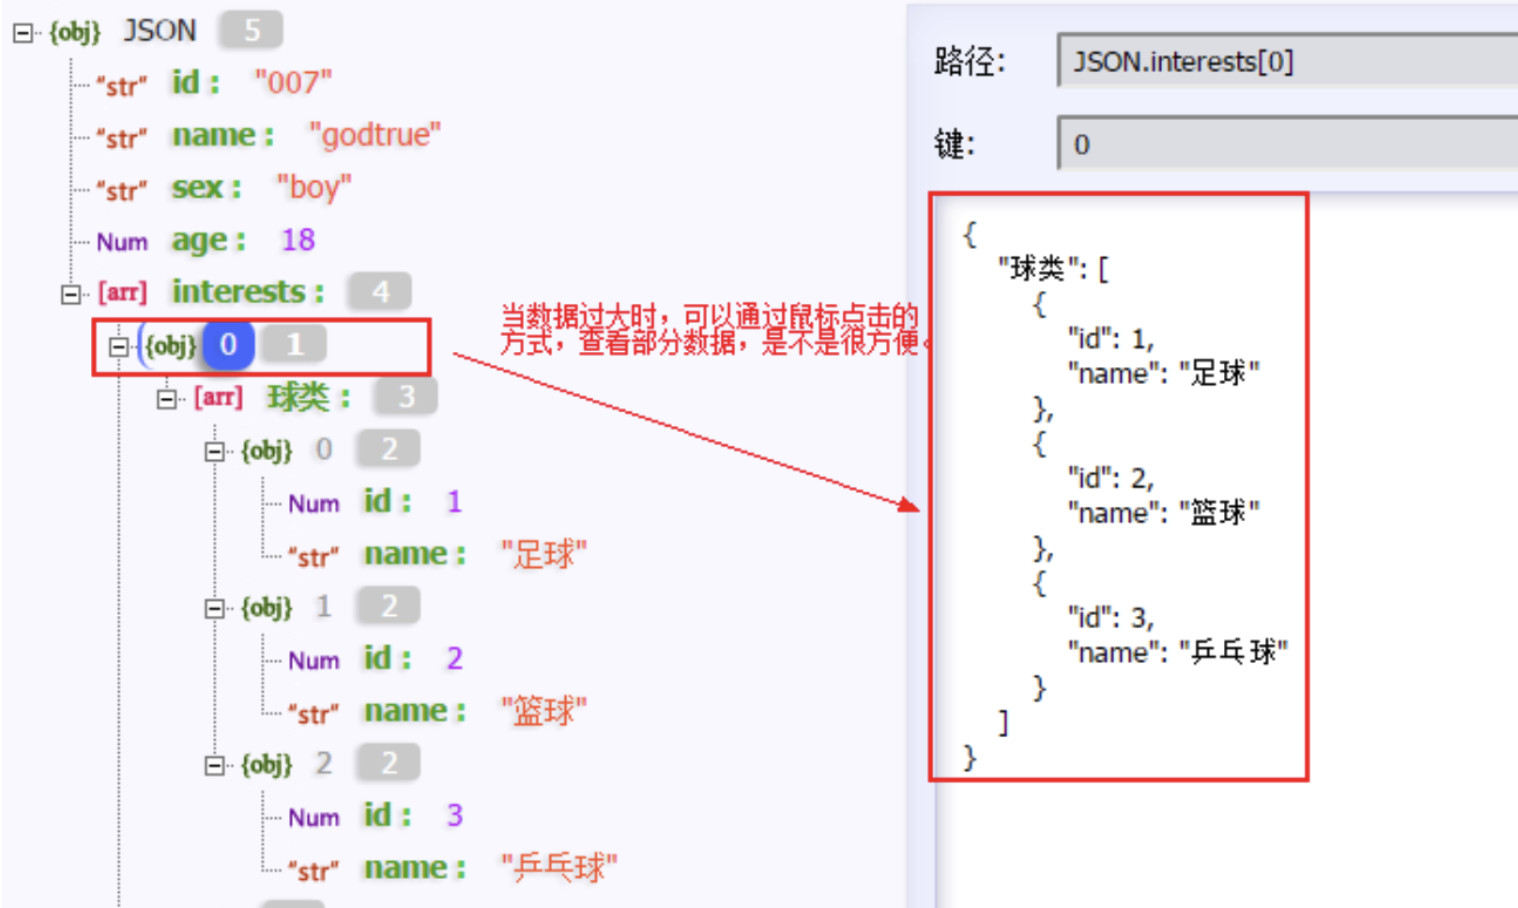 {obj} JSON 5
"str" id : "007"
"str" name : "godtrue"
"str" sex : "boy"
Num age : 18
[arr] interests : 4
{obj} 0 1
[arr] 球类 : 3
{obj} 0 2
Num id : 1
"str" name : "足球"
{obj} 1 2
Num id : 2
"str" name : "篮球"
{obj} 2 2
Num id : 3
"str" name : "乒乓球"
当数据过大时，可以通过鼠标点击的
方式，查看部分数据，是不是很方便。
路径: JSON.interests[0]
键: 0
{
"球类": [
{
"id": 1,
"name": "足球"
},
{
"id": 2,
"name": "篮球"
},
{
"id": 3,
"name": "乒乓球"
}
]
}